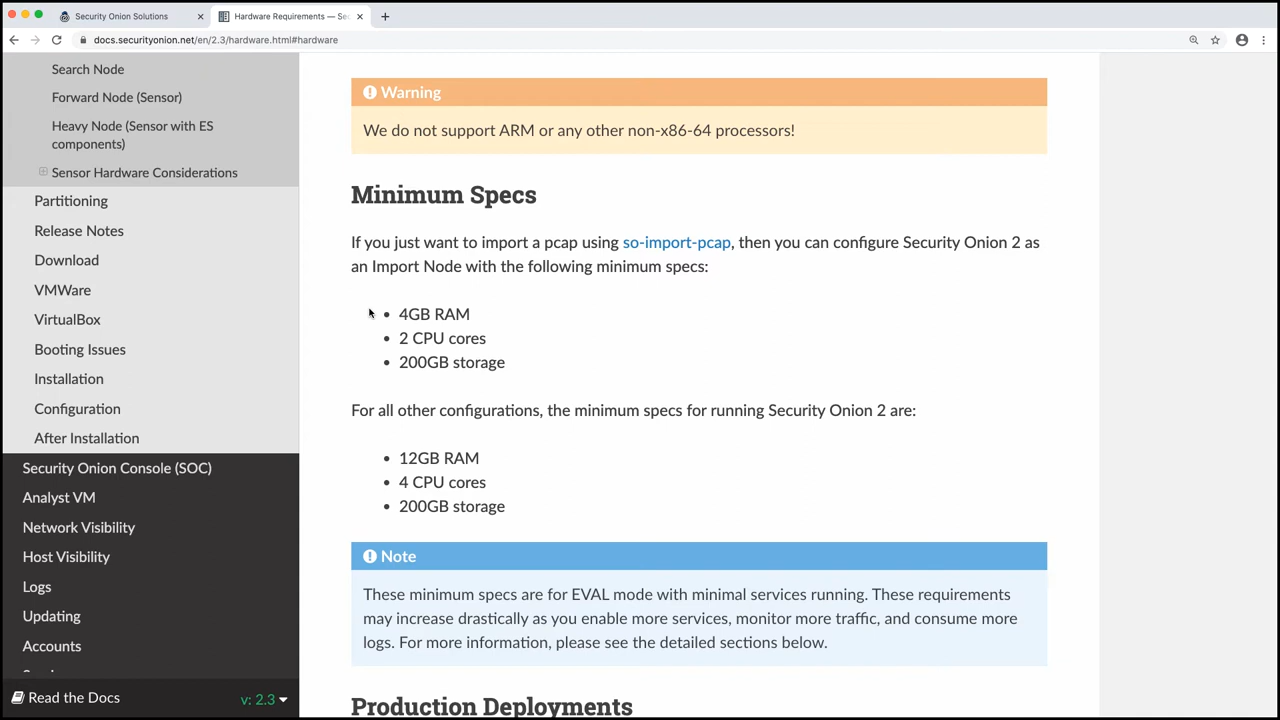 Security Onion Solutions
Hardware Requirements — Se
docs.securityonion.net/en/2.3/hardware.html#hardware
Search Node
Forward Node (Sensor)
Heavy Node (Sensor with ES
components)
Sensor Hardware Considerations
Partitioning
Release Notes
Download
VMWare
VirtualBox
Booting Issues
Installation
Configuration
After Installation
Security Onion Console (SOC)
Analyst VM
Network Visibility
Host Visibility
Logs
Updating
Accounts
Read the Docs
v: 2.3
Warning
We do not support ARM or any other non-x86-64 processors!
Minimum Specs
If you just want to import a pcap using so-import-pcap, then you can configure Security Onion 2 as
an Import Node with the following minimum specs:
• 4GB RAM
• 2 CPU cores
• 200GB storage
For all other configurations, the minimum specs for running Security Onion 2 are:
• 12GB RAM
• 4 CPU cores
• 200GB storage
Note
These minimum specs are for EVAL mode with minimal services running. These requirements
may increase drastically as you enable more services, monitor more traffic, and consume more
logs. For more information, please see the detailed sections below.
Production Deployments